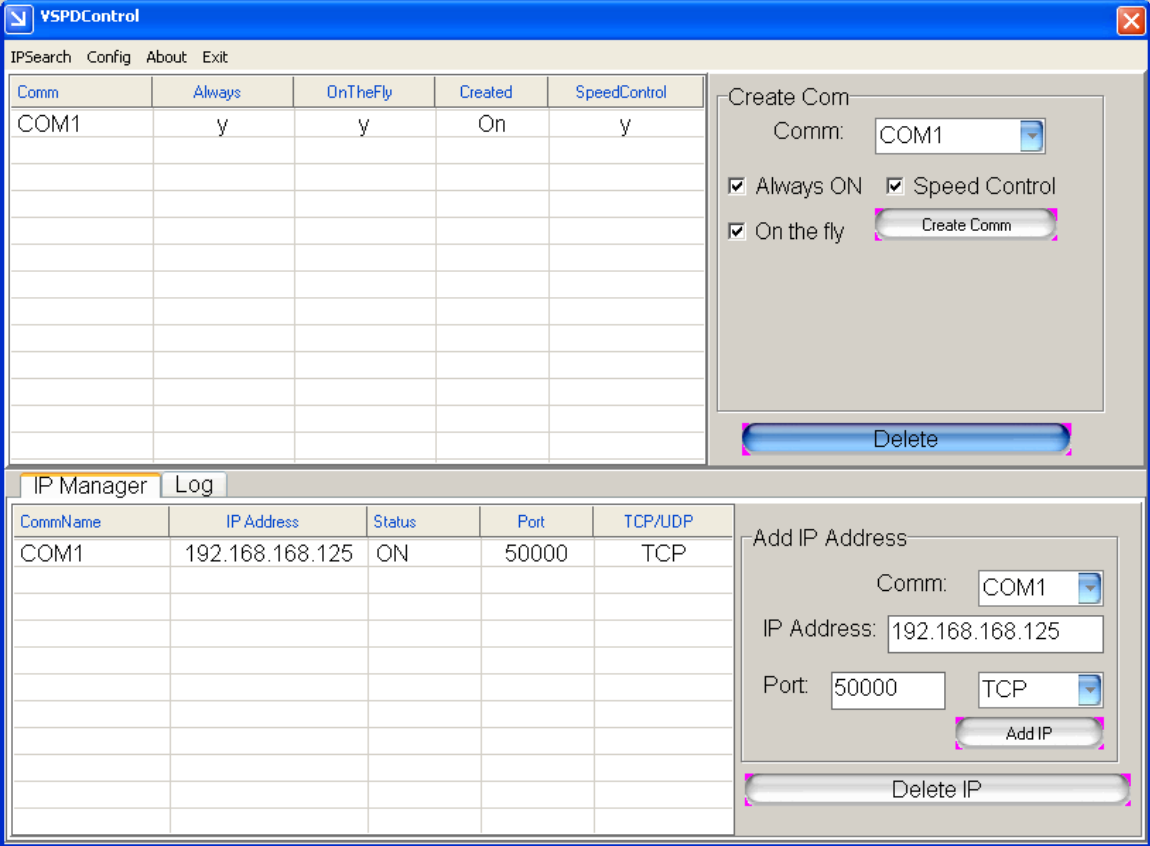 VSPDControl
IPSearch Config About Exit
Comm Always OnTheFly Created SpeedControl
COM1 y y On y
Create Com
Comm: COM1
Always ON Speed Control
On the fly Create Comm
Delete
IP Manager Log
CommName IP Address Status Port TCP/UDP
COM1 192.168.168.125 ON 50000 TCP
Add IP Address
Comm: COM1
IP Address: 192.168.168.125
Port: 50000 TCP
Add IP
Delete IP